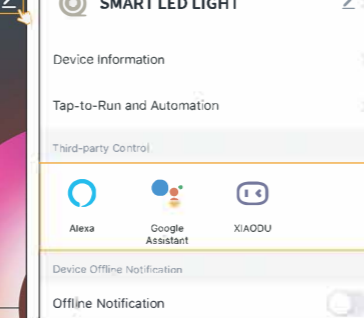 SMART LED LIGHT
Device Information
Tap-to-Run and Automation
Third-party Control
Alexa
Google
Assistant
XIAODU
Device Offline Notification
Offline Notification